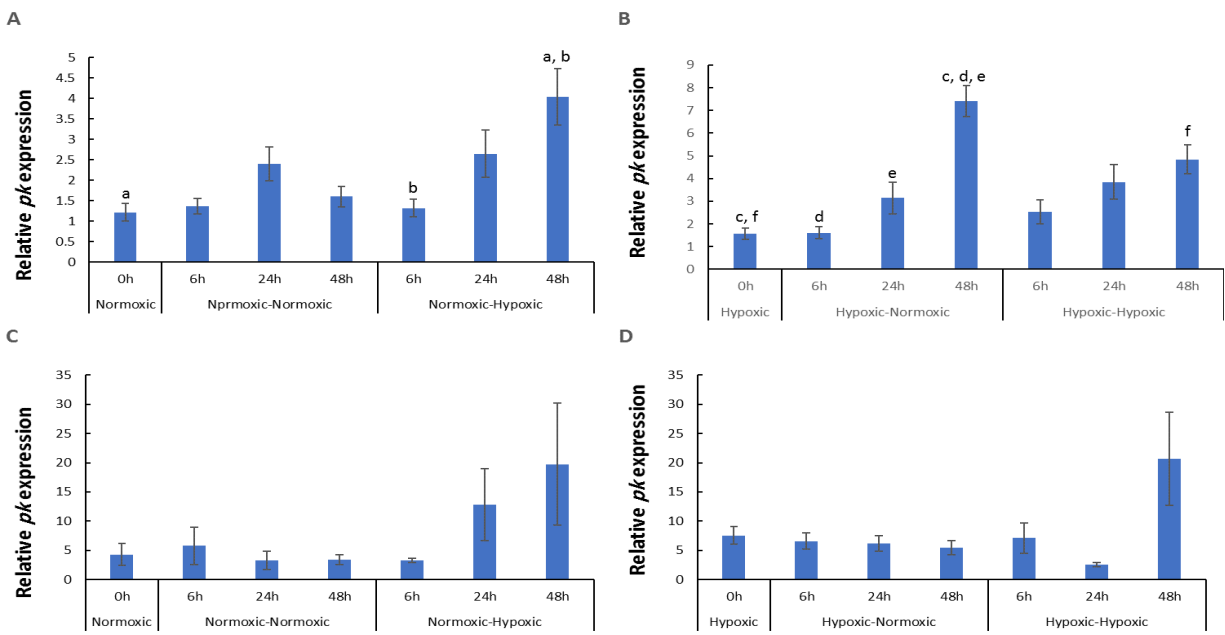 A
Relative pk expression
5
4.5
4
3.5
3
2.5
2
1.5
1
0.5
0
a
b
a, b
0h 6h 24h 48h 6h 24h 48h
Normoxic Nprmoxic-Normoxic Normoxic-Hypoxic
B
Relative pk expression
9
8
7
6
5
4
3
2
1
0
c, f
d
e
c, d, e
f
0h 6h 24h 48h 6h 24h 48h
Hypoxic Hypoxic-Normoxic Hypoxic-Hypoxic
C
Relative pk expression
35
30
25
20
15
10
5
0
0h 6h 24h 48h 6h 24h 48h
Normoxic Normoxic-Normoxic Normoxic-Hypoxic
D
Relative pk expression
35
30
25
20
15
10
5
0
0h 6h 24h 48h 6h 24h 48h
Hypoxic Hypoxic-Normoxic Hypoxic-Hypoxic